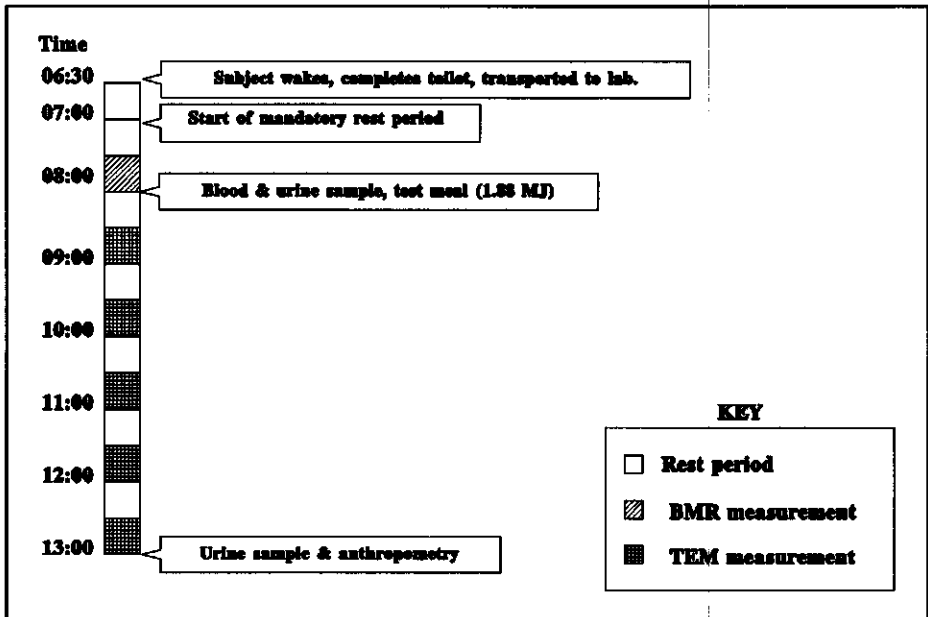 Time
06:30
Subject wakes, completes toilet, transported to lab.
07:00
Start of mandatory rest period
08:00
Blood & urine sample, test meal (1.88 MJ)
09:00
10:00
11:00
12:00
13:00
Urine sample & anthropometry
KEY
Rest period
BMR measurement
TEM measurement